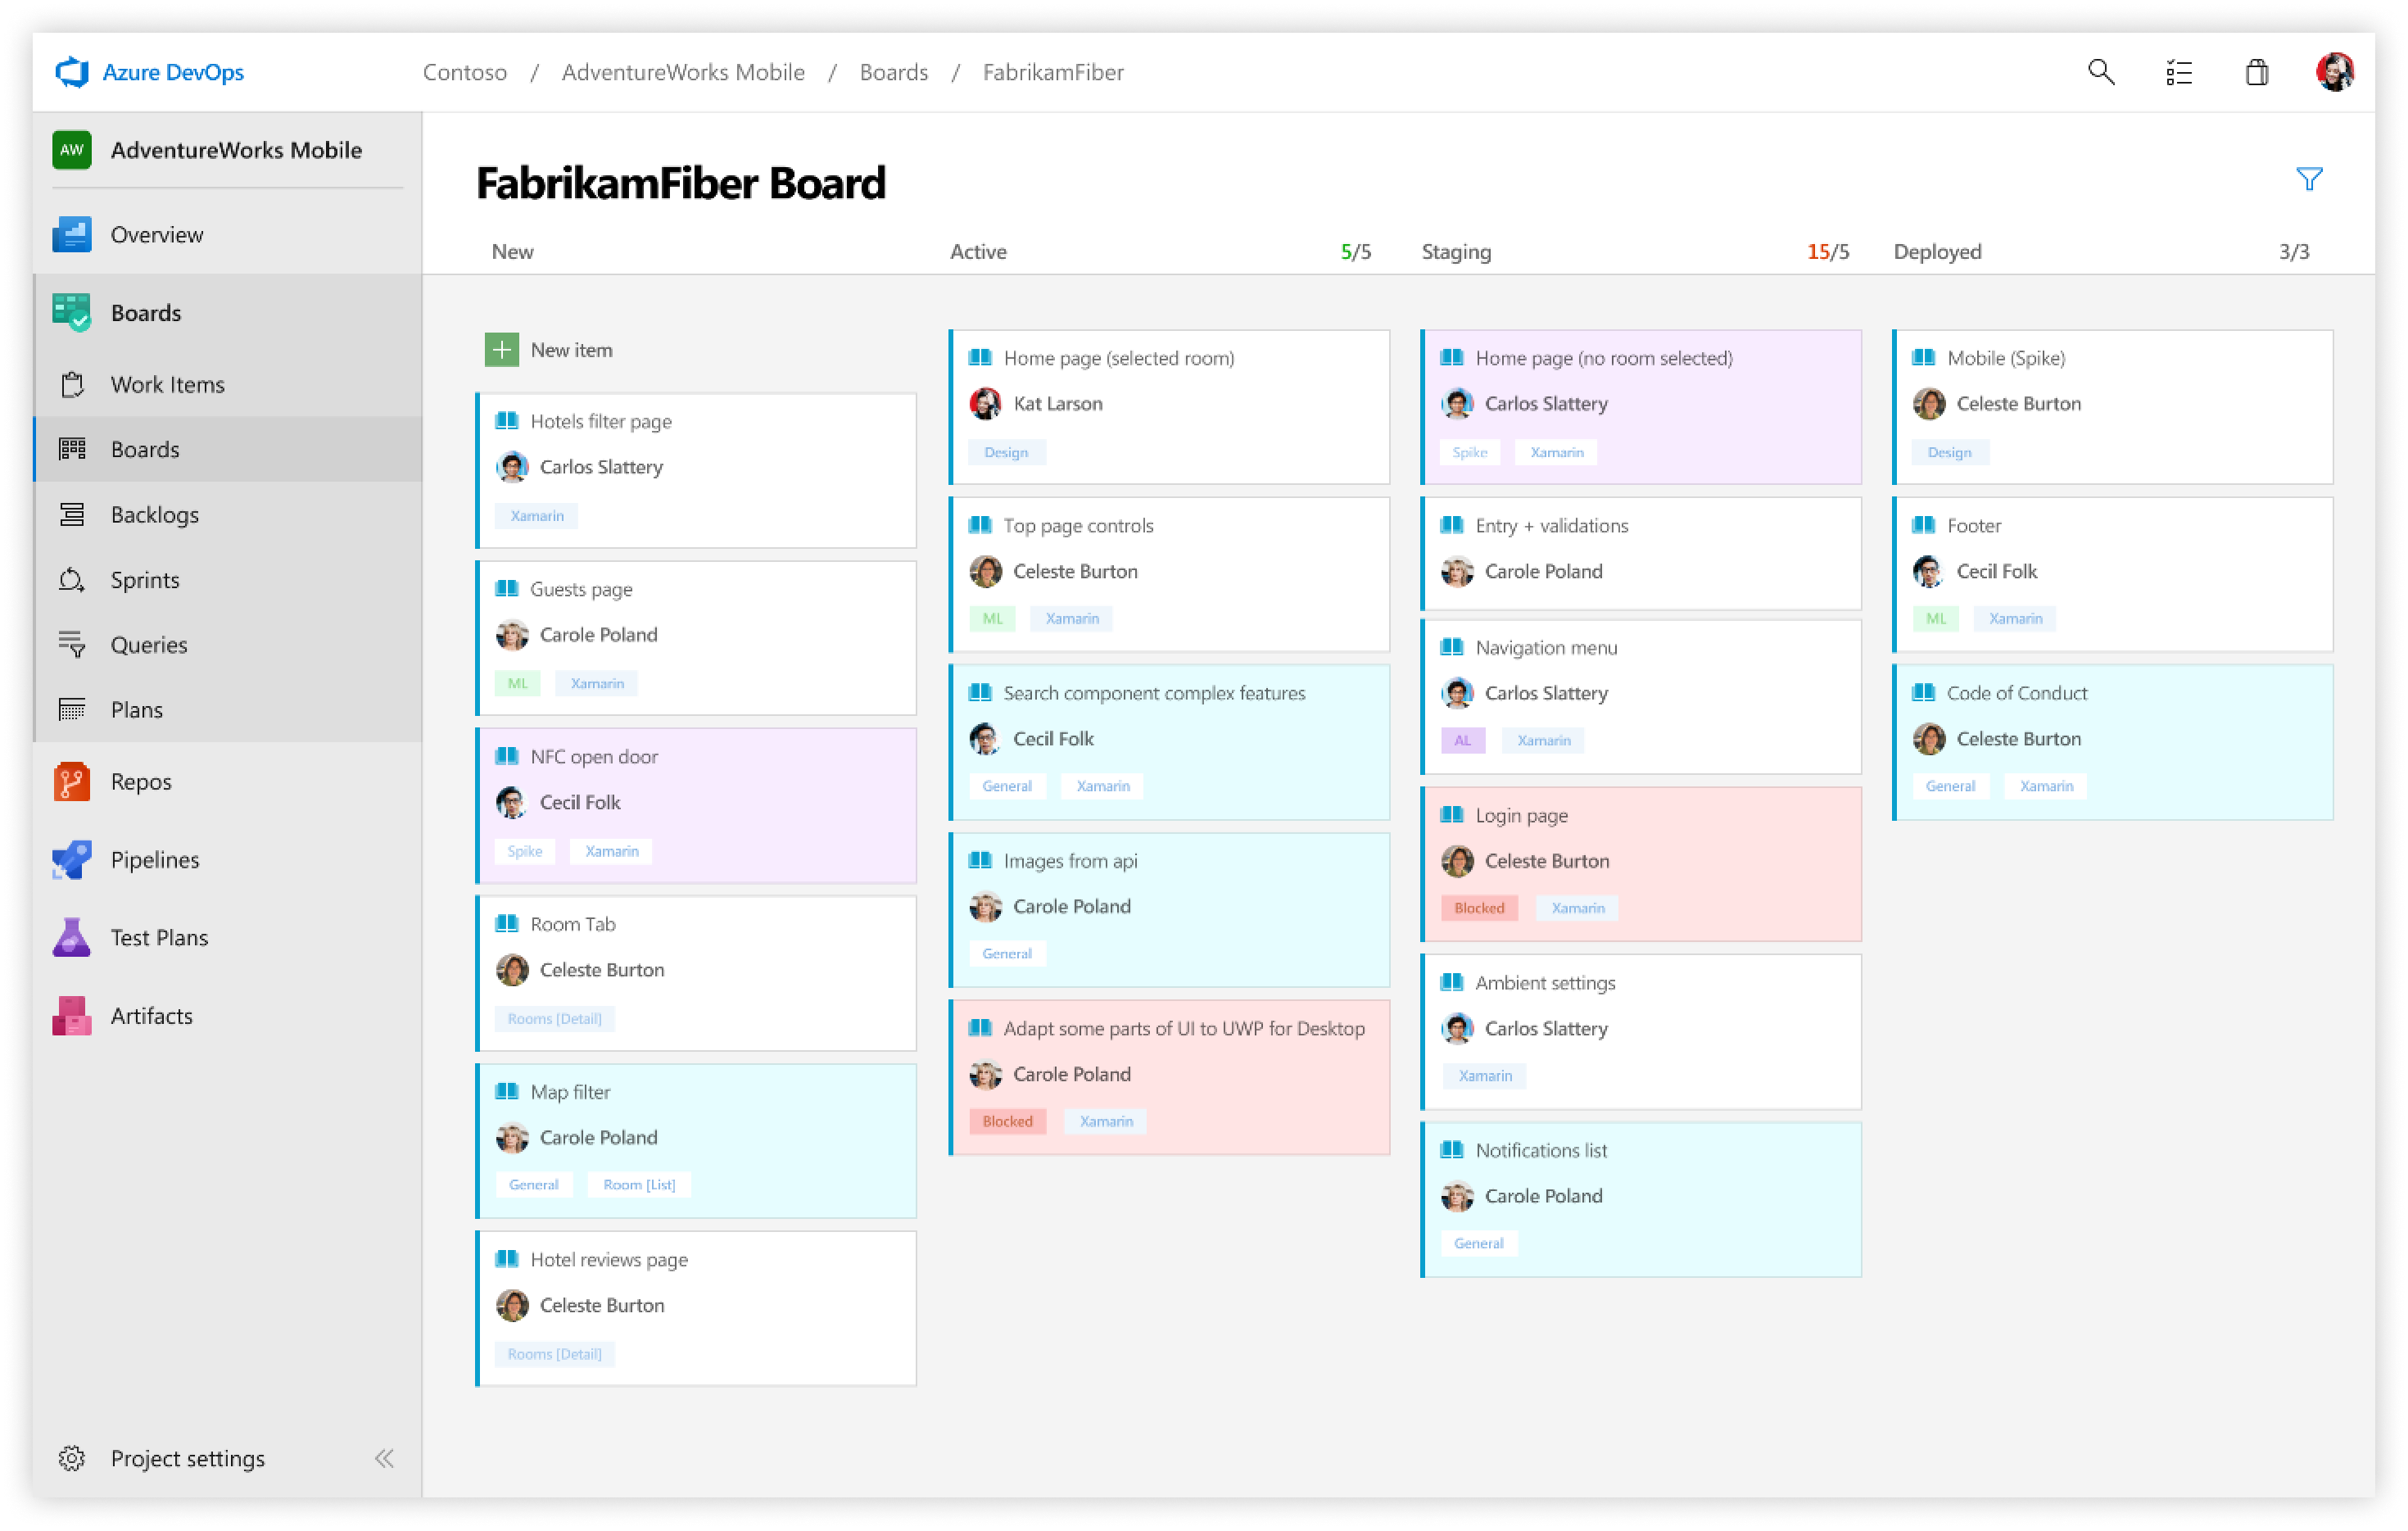 Azure DevOps
Contoso / AdventureWorks Mobile / Boards / FabrikamFiber
AW AdventureWorks Mobile
Overview
Boards
Work Items
Boards
Backlogs
Sprints
Queries
Plans
Repos
Pipelines
Test Plans
Artifacts
Project settings
FabrikamFiber Board
New
New item
Hotels filter page
Carlos Slattery
Xamarin
Guests page
Carole Poland
ML Xamarin
NFC open door
Cecil Folk
Spike Xamarin
Room Tab
Celeste Burton
Rooms [Detail]
Map filter
Carole Poland
General Room [List]
Hotel reviews page
Celeste Burton
Rooms [Detail]
Active 5/5
Home page (selected room)
Kat Larson
Design
Top page controls
Celeste Burton
ML Xamarin
Search component complex features
Cecil Folk
General Xamarin
Images from api
Carole Poland
General
Adapt some parts of UI to UWP for Desktop
Carole Poland
Blocked Xamarin
Staging 15/5
Home page (no room selected)
Carlos Slattery
Spike Xamarin
Entry + validations
Carole Poland
Navigation menu
Carlos Slattery
AL Xamarin
Login page
Celeste Burton
Blocked Xamarin
Ambient settings
Carlos Slattery
Xamarin
Notifications list
Carole Poland
General
Deployed 3/3
Mobile (Spike)
Celeste Burton
Design
Footer
Cecil Folk
ML Xamarin
Code of Conduct
Celeste Burton
General Xamarin